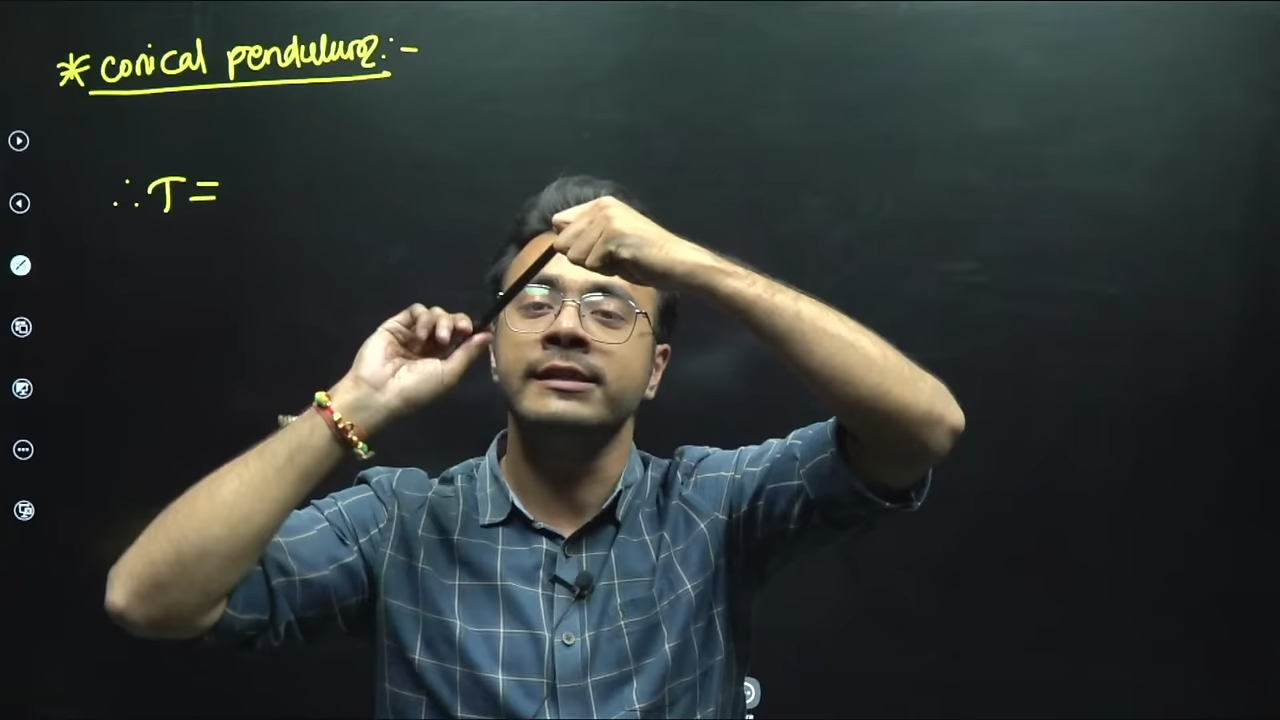 * conical pendulum :-
∴ T =